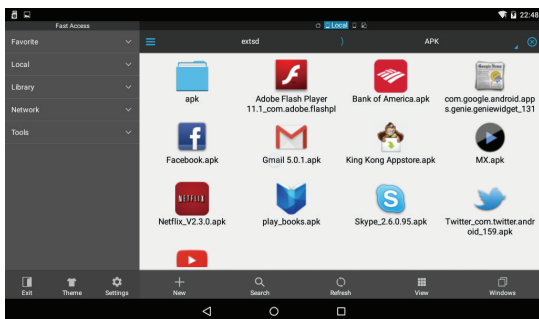 22:48
Fast Access
Local
Favorite
extsd
APK
Local
Library
Network
Tools
apk
Adobe Flash Player
11.1_com.adobe.flashpl
Bank of America.apk
com.google.android.app
s.genie.geniewidget_131
Facebook.apk
Gmail 5.0.1.apk
King Kong Appstore.apk
MX.apk
NETFLIX
Netflix_V2.3.0.apk
play_books.apk
Skype_2.6.0.95.apk
Twitter_com.twitter.andr
oid_159.apk
Exit
Theme
Settings
New
Search
Refresh
View
Windows